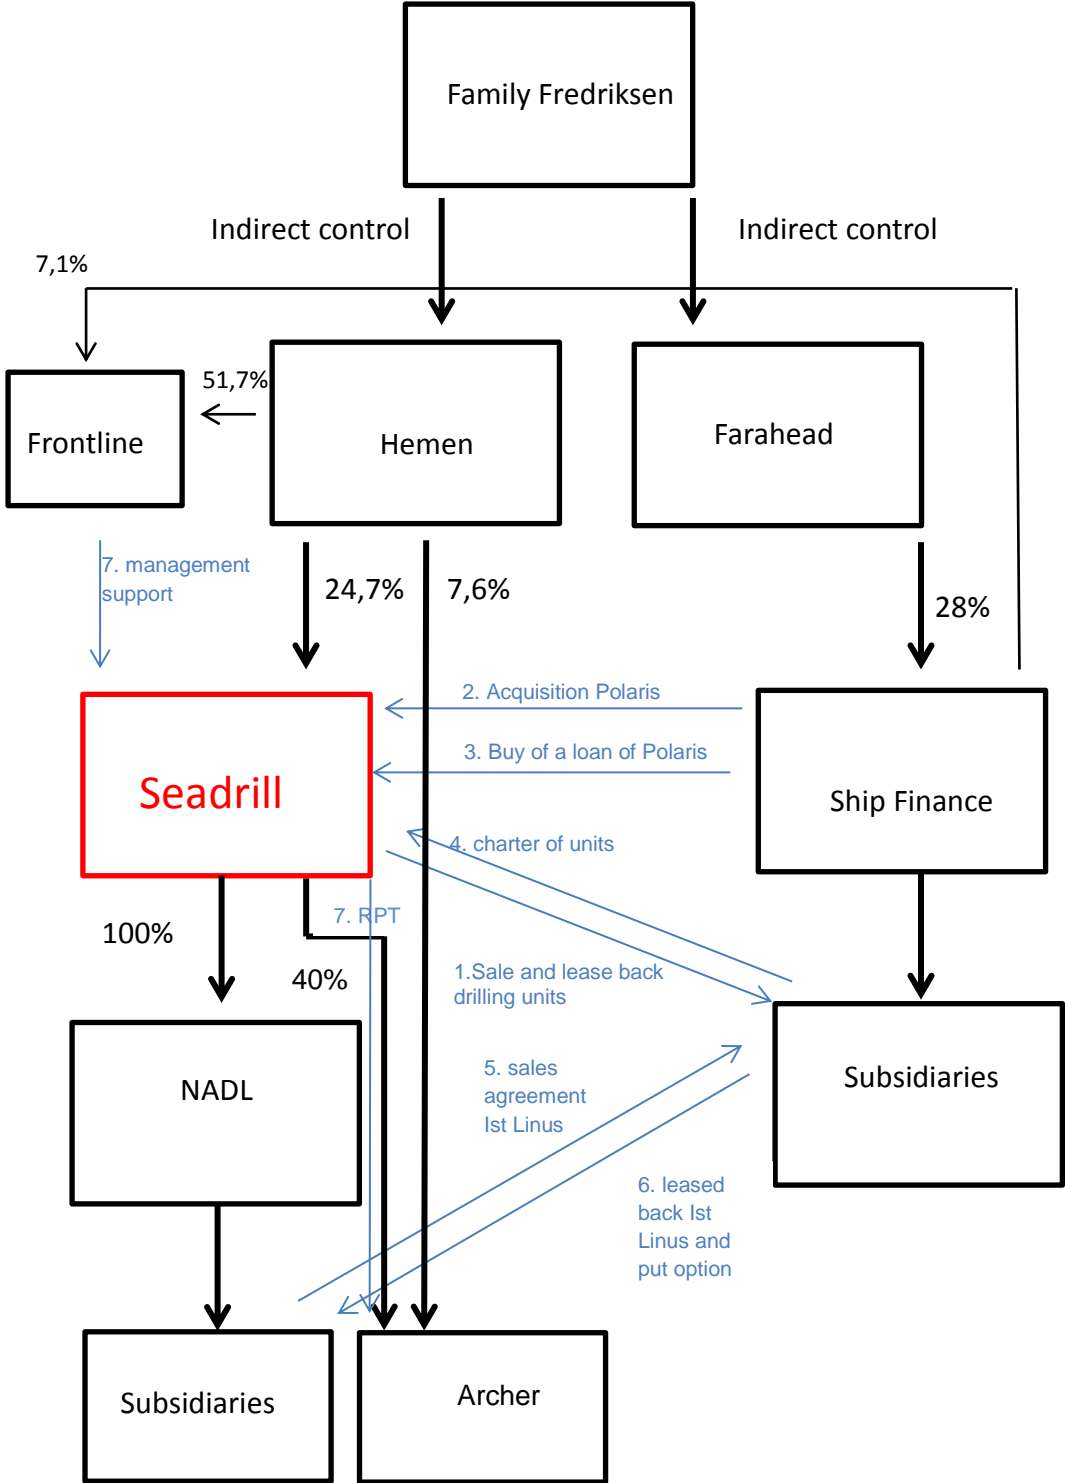 Family Fredriksen
Indirect control
Indirect control
7,1%
51,7%
Frontline
Hemen
Farahead
7. management
support
24,7%
7,6%
28%
2. Acquisition Polaris
3. Buy of a loan of Polaris
Seadrill
Ship Finance
4. charter of units
7. RPT
100%
40%
1.Sale and lease back
drilling units
NADL
5. sales
agreement
Ist Linus
Subsidiaries
6. leased
back Ist
Linus and
put option
Subsidiaries
Archer